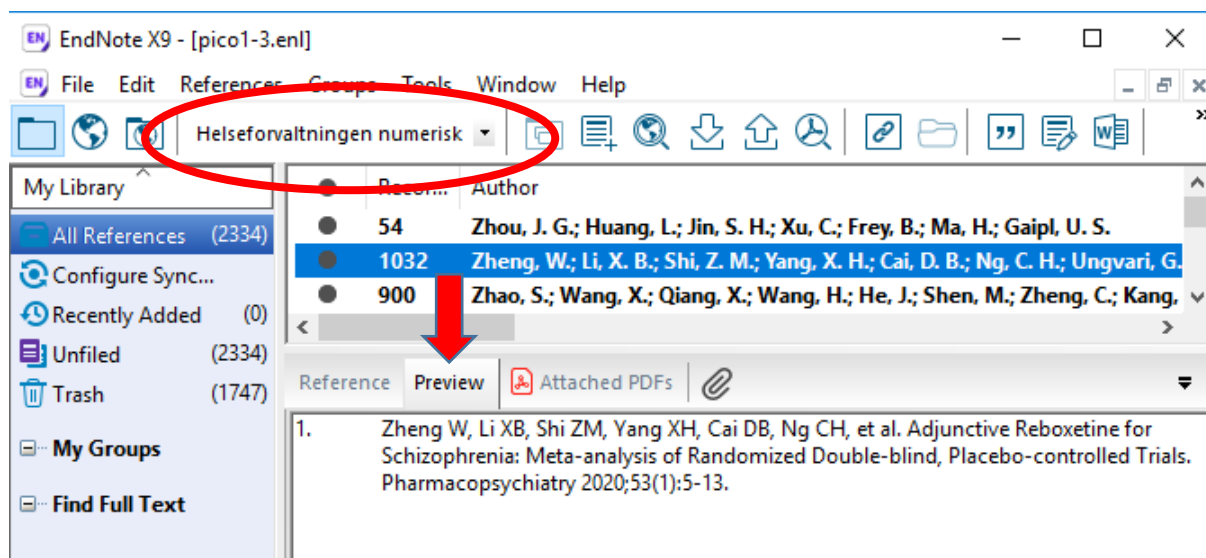 EndNote X9 - [pico1-3.enl]
File Edit References Groups Tools Window Help
Helseforvaltningen numerisk
My Library
Author
All References (2334)
54 Zhou, J. G.; Huang, L.; Jin, S. H.; Xu, C.; Frey, B.; Ma, H.; Gaipl, U. S.
Configure Sync...
1032 Zheng, W.; Li, X. B.; Shi, Z. M.; Yang, X. H.; Cai, D. B.; Ng, C. H.; Ungvari, G.
Recently Added (0)
900 Zhao, S.; Wang, X.; Qiang, X.; Wang, H.; He, J.; Shen, M.; Zheng, C.; Kang,
Unfiled (2334)
Trash (1747)
Reference Preview Attached PDFs
My Groups
Find Full Text
1. Zheng W, Li XB, Shi ZM, Yang XH, Cai DB, Ng CH, et al. Adjunctive Reboxetine for
Schizophrenia: Meta-analysis of Randomized Double-blind, Placebo-controlled Trials.
Pharmacopsychiatry 2020;53(1):5-13.